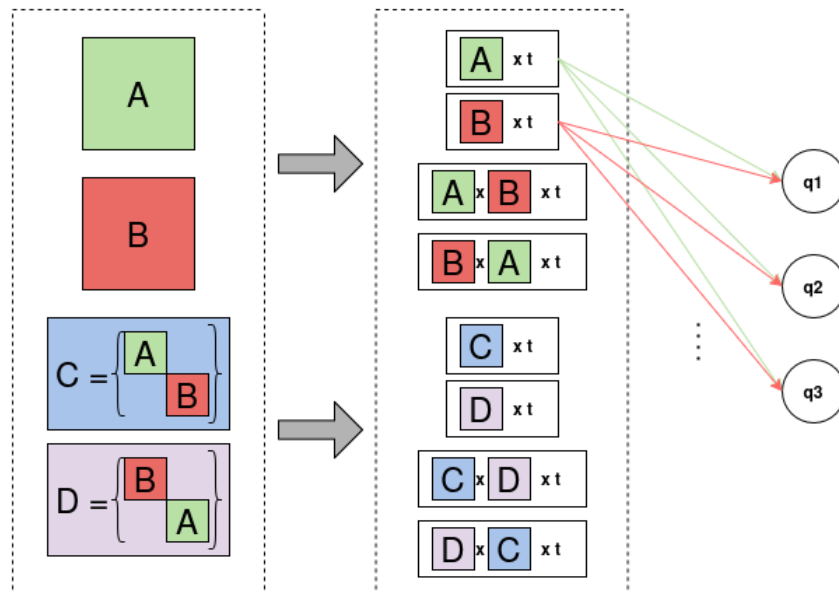 A
B
C =
A
B
D =
B
A
A x t
B x t
A x B x t
B x A x t
C x t
D x t
C x D x t
D x C x t
q1
q2
q3